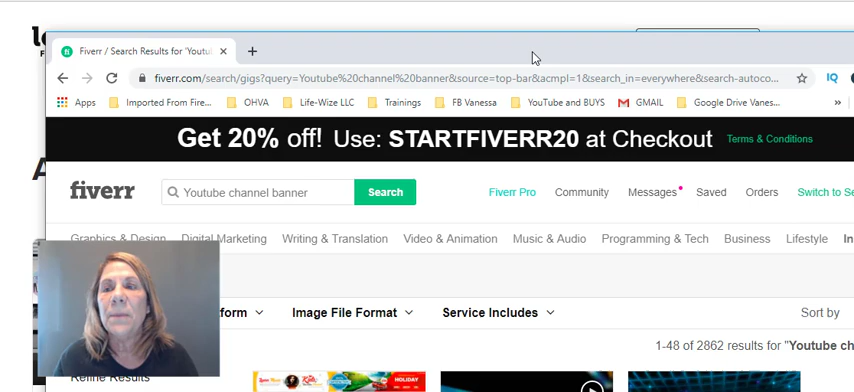 Fiverr / Search Results for 'Youtu
fiverr.com/search/gigs?query=Youtube%20channel%20banner&source=top-bar&acmpl=1&search_in=everywhere&search-autoco...
IQ
Apps Imported From Fire... OHVA Life-Wize LLC Trainings FB Vanessa YouTube and BUYS GMAIL Google Drive Vanes... »
Get 20% off! Use: STARTFIVERR20 at Checkout Terms & Conditions
fiverr Youtube channel banner Search Fiverr Pro Community Messages Saved Orders Switch to Se
Graphics & Design Digital Marketing Writing & Translation Video & Animation Music & Audio Programming & Tech Business Lifestyle In
form Image File Format Service Includes Sort by
1-48 of 2862 results for "Youtube ch
Refine Results
HOLIDAY